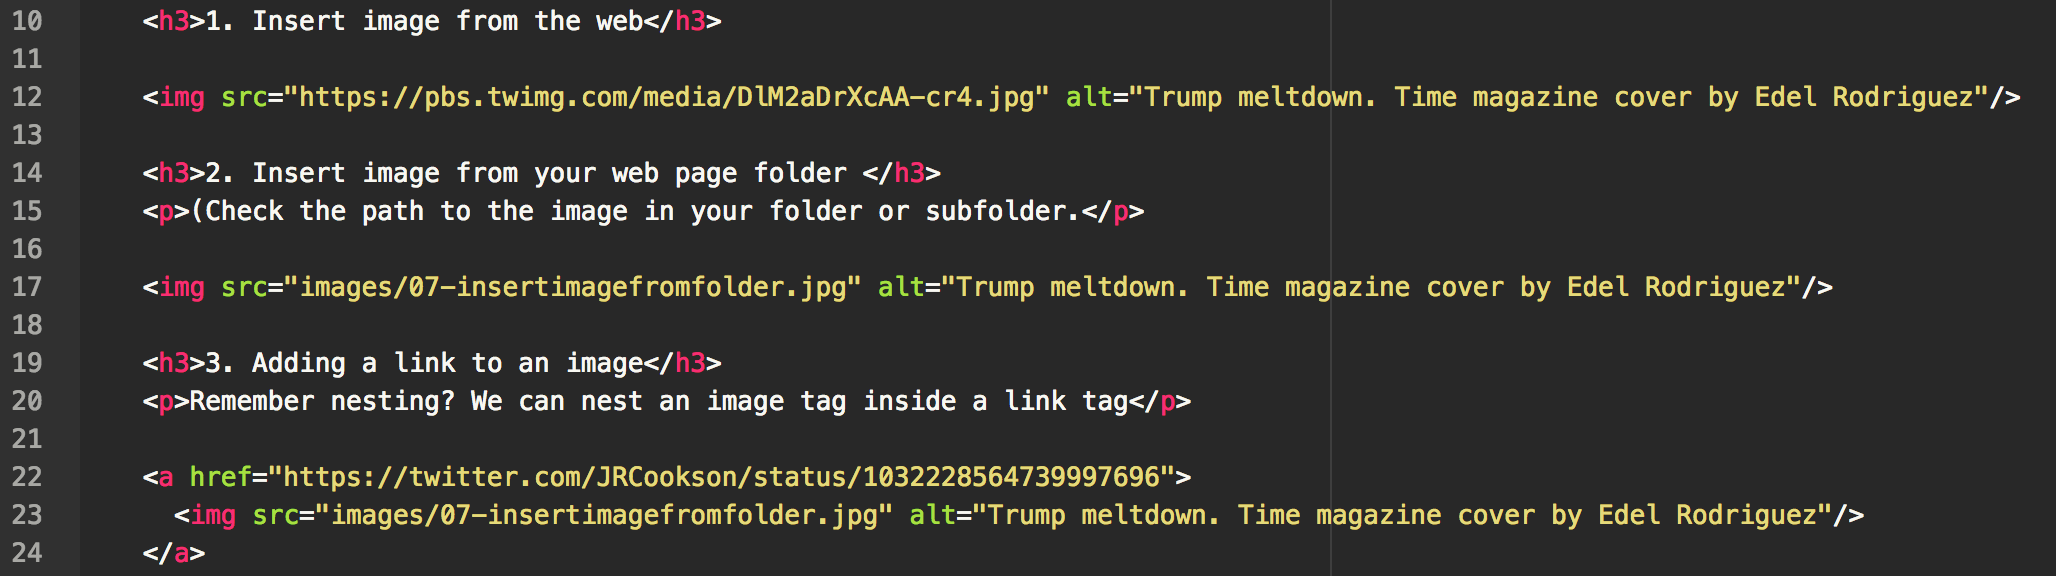 10 <h3>1. Insert image from the web</h3>
11
12 <img src="https://pbs.twimg.com/media/DlM2aDrXcAA-cr4.jpg" alt="Trump meltdown. Time magazine cover by Edel Rodriguez"/>
13
14 <h3>2. Insert image from your web page folder </h3>
15 <p>(Check the path to the image in your folder or subfolder.</p>
16
17 <img src="images/07-insertimagefromfolder.jpg" alt="Trump meltdown. Time magazine cover by Edel Rodriguez"/>
18
19 <h3>3. Adding a link to an image</h3>
20 <p>Remember nesting? We can nest an image tag inside a link tag</p>
21
22 <a href="https://twitter.com/JRCookson/status/1032228564739997696">
23 <img src="images/07-insertimagefromfolder.jpg" alt="Trump meltdown. Time magazine cover by Edel Rodriguez"/>
24 </a>